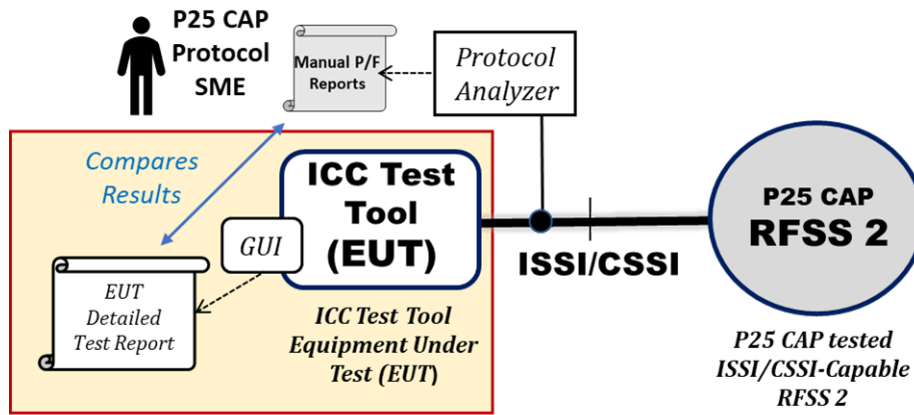 P25 CAP
Protocol
SME
Manual P/F
Reports
Protocol
Analyzer
Compares
Results
ICC Test
Tool
(EUT)
GUI
EUT
Detailed
Test Report
ICC Test Tool
Equipment Under
Test (EUT)
ISSI/CSSI
P25 CAP
RFSS 2
P25 CAP tested
ISSI/CSSI-Capable
RFSS 2